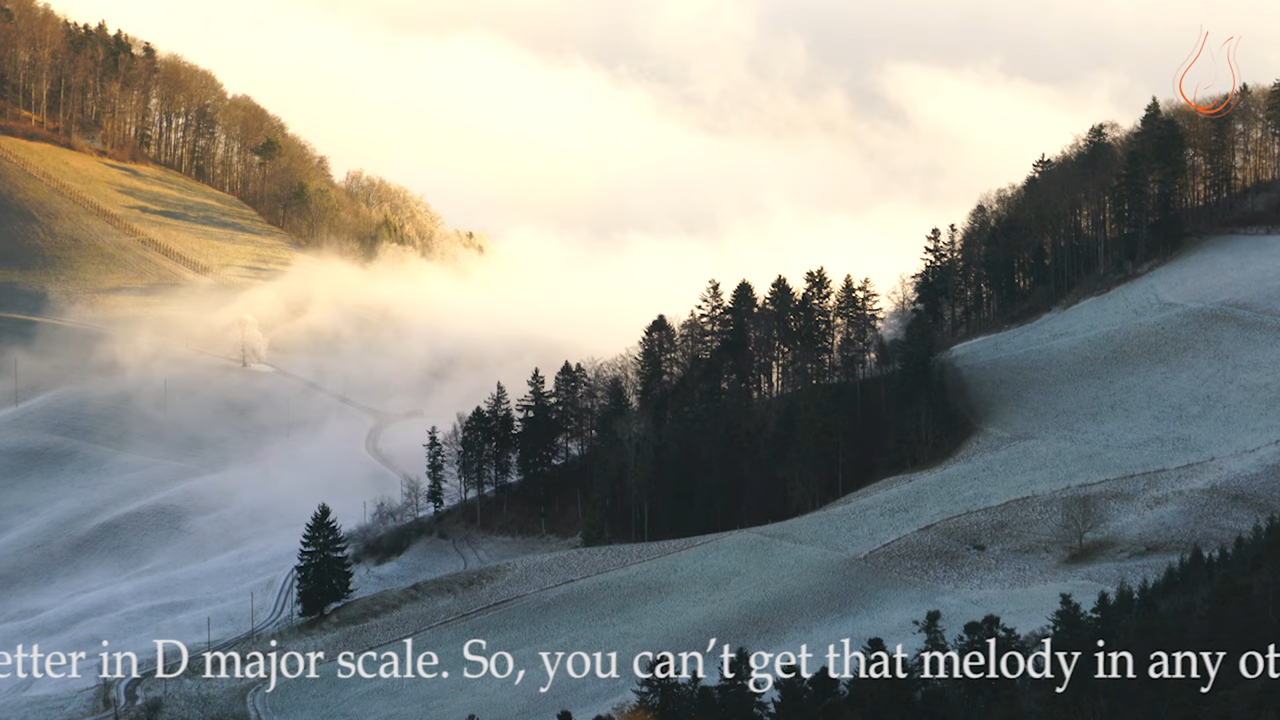 etter in D major scale. So, you can’t get that melody in any ot